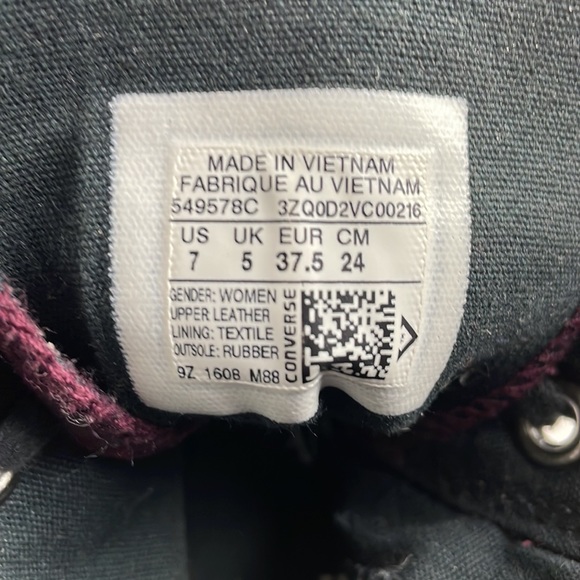 MADE IN VIETNAM
FABRIQUE AU VIETNAM
549578C 3ZQ0D2VC00216
US UK EUR CM
7 5 37.5 24
GENDER: WOMEN
UPPER LEATHER
LINING: TEXTILE
OUTSOLE: RUBBER
CONVERSE
9Z 1608 M88